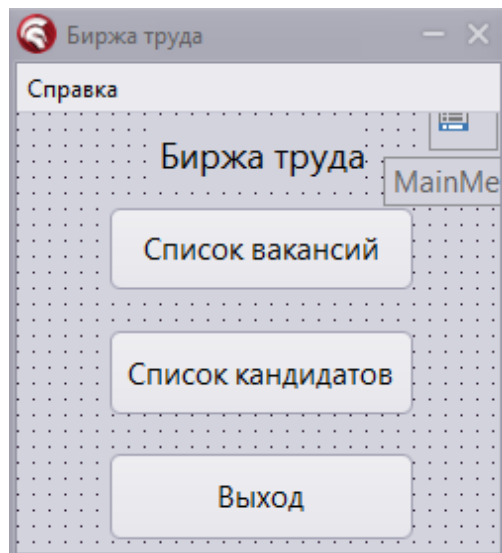 Биржа труда
Справка
Биржа труда
MainMe
Список вакансий
Список кандидатов
Выход